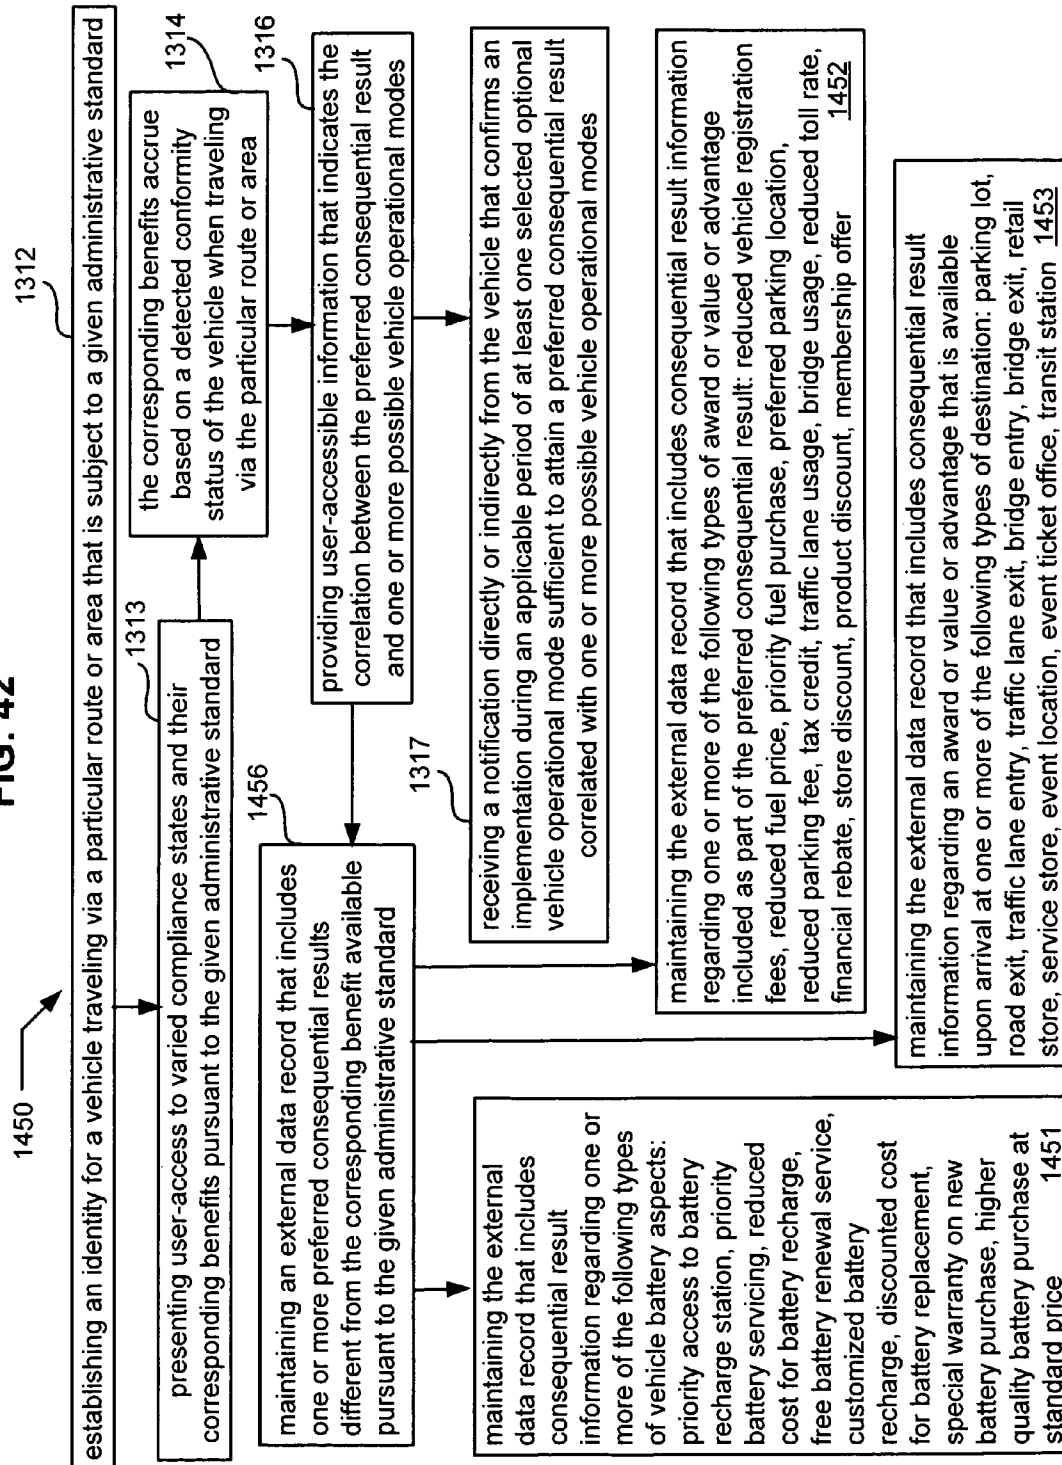 FIG. 42
1450
1312
establishing an identity for a vehicle traveling via a particular route or area that is subject to a given administrative standard
1313
presenting user-access to varied compliance states and their
corresponding benefits pursuant to the given administrative standard
1314
the corresponding benefits accrue
based on a detected conformity
status of the vehicle when traveling
via the particular route or area
1316
providing user-accessible information that indicates the
correlation between the preferred consequential result
and one or more possible vehicle operational modes
1456
maintaining an external data record that includes
one or more preferred consequential results
different from the corresponding benefit available
pursuant to the given administrative standard
1317
receiving a notification directly or indirectly from the vehicle that confirms an
implementation during an applicable period of at least one selected optional
vehicle operational mode sufficient to attain a preferred consequential result
correlated with one or more possible vehicle operational modes
maintaining the external
data record that includes
consequential result
information regarding one or
more of the following types
of vehicle battery aspects:
priority access to battery
recharge station, priority
battery servicing, reduced
cost for battery recharge,
free battery renewal service,
customized battery
recharge, discounted cost
for battery replacement,
special warranty on new
battery purchase, higher
quality battery purchase at
standard price 1451
maintaining the external data record that includes consequential result information
regarding one or more of the following types of award or value or advantage
included as part of the preferred consequential result: reduced vehicle registration
fees, reduced fuel price, priority fuel purchase, preferred parking location,
reduced parking fee, tax credit, traffic lane usage, bridge usage, reduced toll rate,
financial rebate, store discount, product discount, membership offer 1452
maintaining the external data record that includes consequential result
information regarding an award or value or advantage that is available
upon arrival at one or more of the following types of destination: parking lot,
road exit, traffic lane entry, traffic lane exit, bridge entry, bridge exit, retail
store, service store, event location, event ticket office, transit station 1453